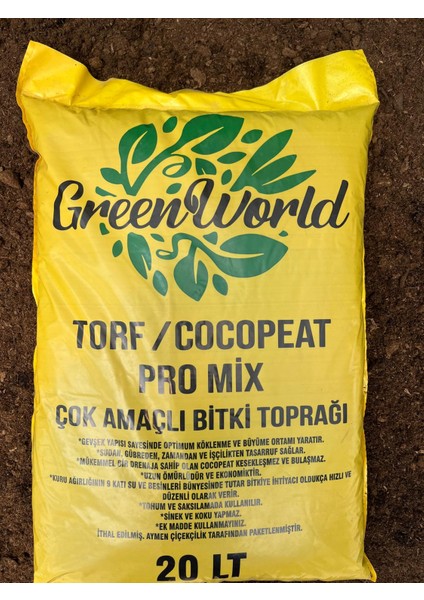 GreenWorld
TORF / COCOPEAT
PRO MİX
ÇOK AMAÇLI BİTKİ TOPRAĞI
*GEVŞEK YAPISI SAYESİNDE OPTIMUM KÖKLENME VE BÜYÜME ORTAMI YARATIR.
*SUDAN, GÜBREDEN, ZAMANDAN VE İŞÇİLİKTEN TASARRUF SAĞLAR.
*MÜKEMMEL BİR DRENAJA SAHİP OLAN COCOPEAT KESEKLEŞMEZ VE BULAŞMAZ.
*UZUN ÖMÜRLÜDÜR VE EKONOMİKTİR.
*KURU AĞIRLIĞININ 9 KATI SU VE BESİNLERİ BÜNYESİNDE TUTAR BİTKİYE İHTİYACI OLDUKÇA HIZLI VE
DÜZENLİ OLARAK VERİR.
*TOHUM VE SAKSILAMADA KULLANILIR.
*SİNEK VE KOKU YAPMAZ.
*EK MADDE KULLANMAYINIZ.
İTHAL EDİLMİŞ. AYMEN ÇİÇEKÇİLİK TARAFINDAN PAKETLENMİŞTİR.
20 LT